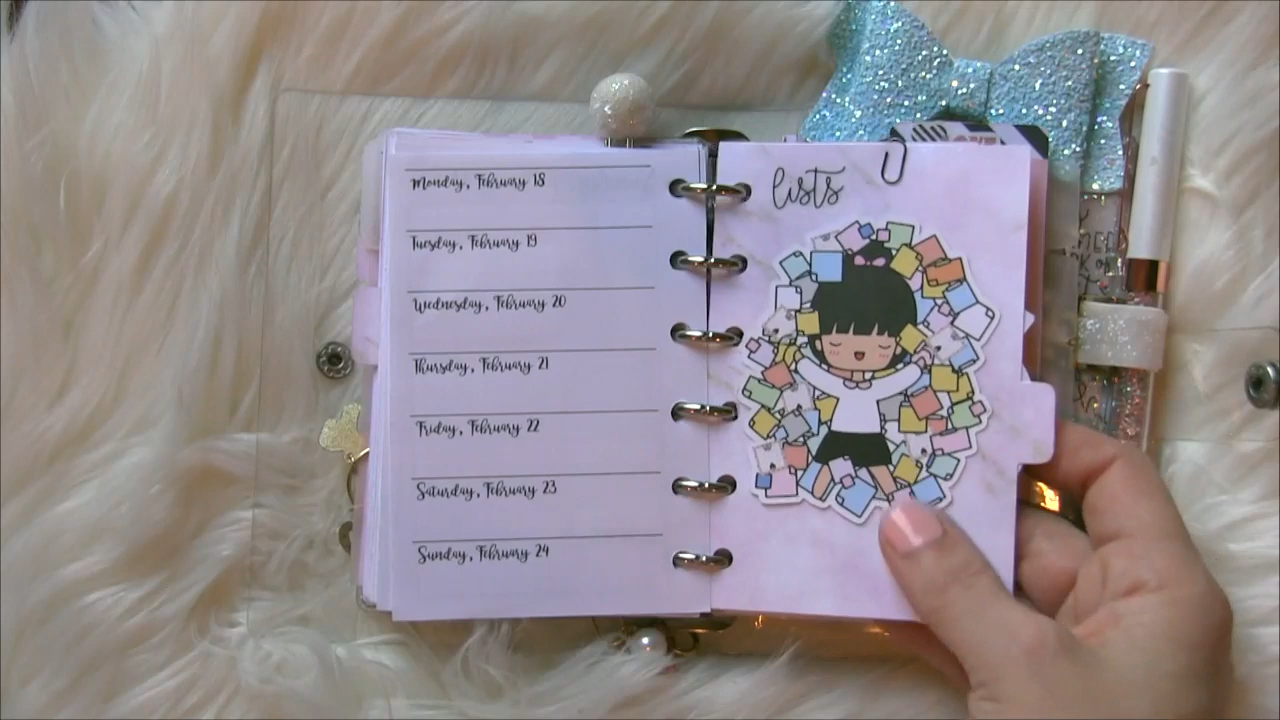 Monday, February 18
Tuesday, February 19
Wednesday, February 20
Thursday, February 21
Friday, February 22
Saturday, February 23
Sunday, February 24
lists